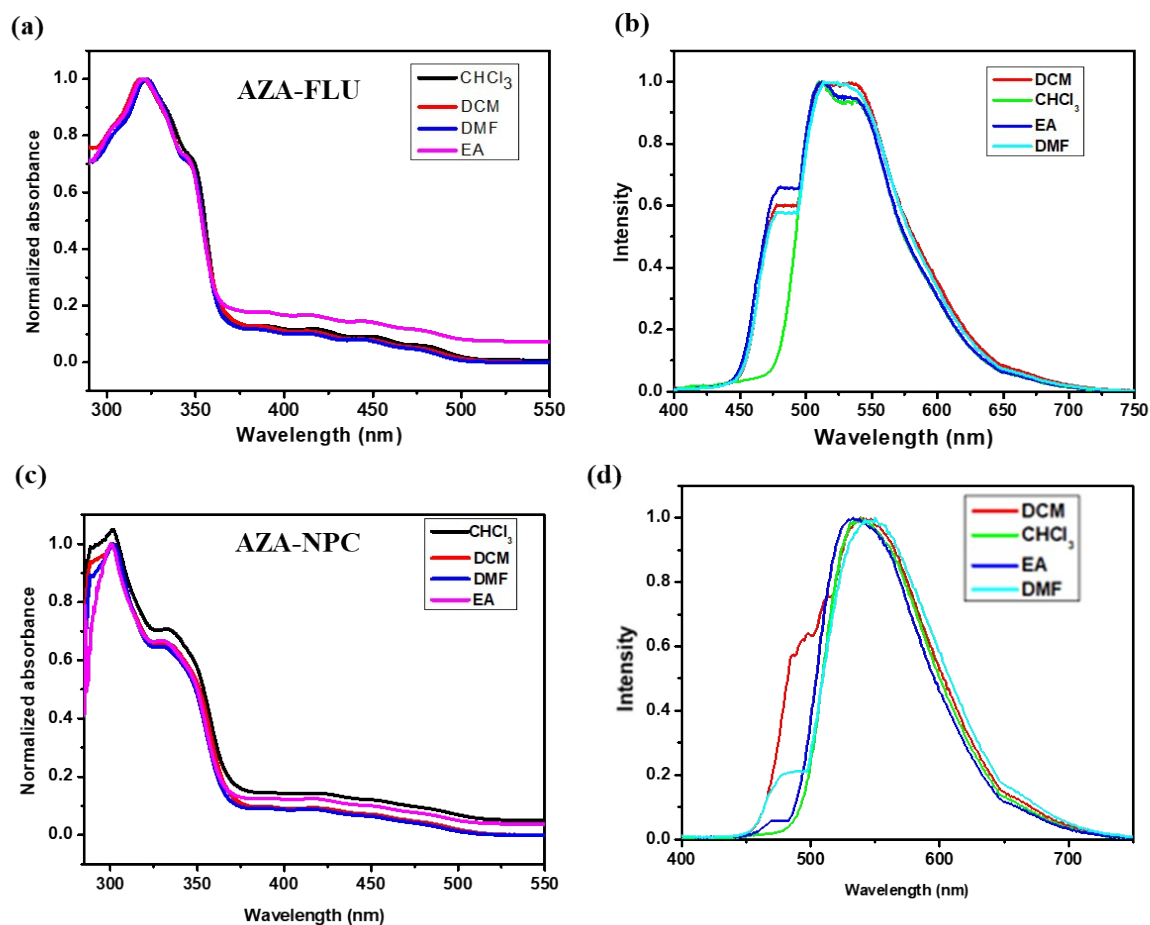 (a)
Normalized absorbance
1.0
0.8
0.6
0.4
0.2
0.0
AZA-FLU
CHCl3
DCM
DMF
EA
300 350 400 450 500 550
Wavelength (nm)
(b)
Intensity
1.0
0.8
0.6
0.4
0.2
0.0
DCM
CHCl3
EA
DMF
400 450 500 550 600 650 700 750
Wavelength (nm)
(c)
Normalized absorbance
1.0
0.8
0.6
0.4
0.2
0.0
AZA-NPC
CHCl3
DCM
DMF
EA
300 350 400 450 500 550
Wavelength (nm)
(d)
Intensity
1.0
0.8
0.6
0.4
0.2
0.0
DCM
CHCl3
EA
DMF
400 500 600 700
Wavelength (nm)